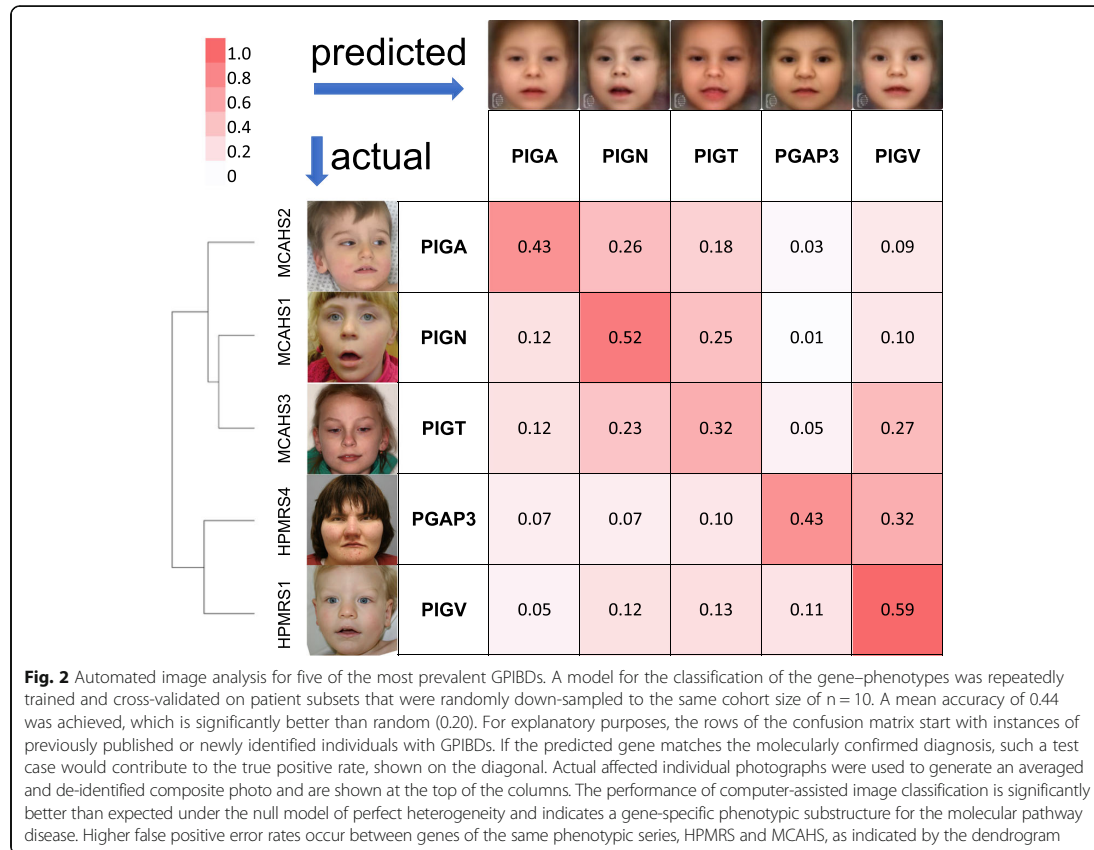 predicted
1.0
0.8
0.6
0.4
0.2
0
actual
PIGA PIGN PIGT PGAP3 PIGV
MCAHS2 PIGA 0.43 0.26 0.18 0.03 0.09
MCAHS1 PIGN 0.12 0.52 0.25 0.01 0.10
MCAHS3 PIGT 0.12 0.23 0.32 0.05 0.27
HPMRS4 PGAP3 0.07 0.07 0.10 0.43 0.32
HPMRS1 PIGV 0.05 0.12 0.13 0.11 0.59
Fig. 2 Automated image analysis for five of the most prevalent GPIBDs. A model for the classification of the gene–phenotypes was repeatedly
trained and cross-validated on patient subsets that were randomly down-sampled to the same cohort size of n = 10. A mean accuracy of 0.44
was achieved, which is significantly better than random (0.20). For explanatory purposes, the rows of the confusion matrix start with instances of
previously published or newly identified individuals with GPIBDs. If the predicted gene matches the molecularly confirmed diagnosis, such a test
case would contribute to the true positive rate, shown on the diagonal. Actual affected individual photographs were used to generate an averaged
and de-identified composite photo and are shown at the top of the columns. The performance of computer-assisted image classification is significantly
better than expected under the null model of perfect heterogeneity and indicates a gene-specific phenotypic substructure for the molecular pathway
disease. Higher false positive error rates occur between genes of the same phenotypic series, HPMRS and MCAHS, as indicated by the dendrogram